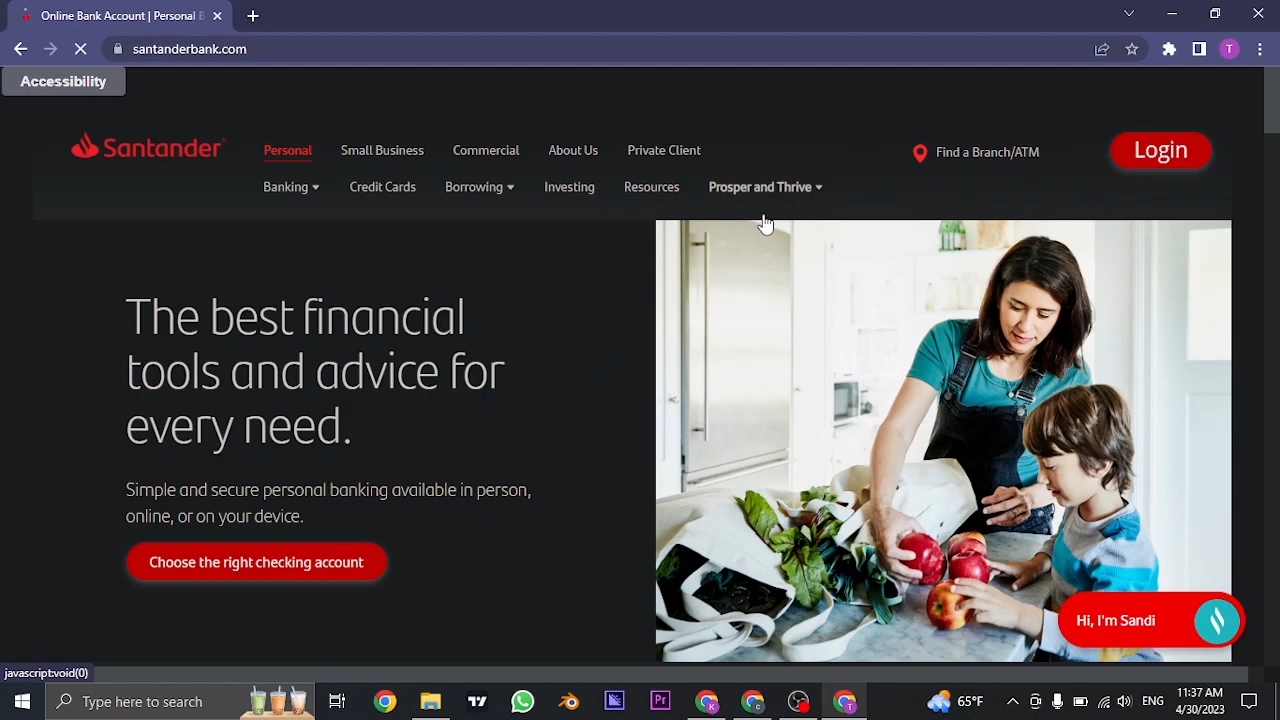 Online Bank Account | Personal B
santanderbank.com
T
Accessibility
Santander
Personal
Small Business
Commercial
About Us
Private Client
Find a Branch/ATM
Login
Banking
Credit Cards
Borrowing
Investing
Resources
Prosper and Thrive
The best financial
tools and advice for
every need.
Simple and secure personal banking available in person,
online, or on your device.
Choose the right checking account
Hi, I'm Sandi
javascript:void(0)
Type here to search
Pr
K
C
T
65°F
ENG
11:37 AM
4/30/2023